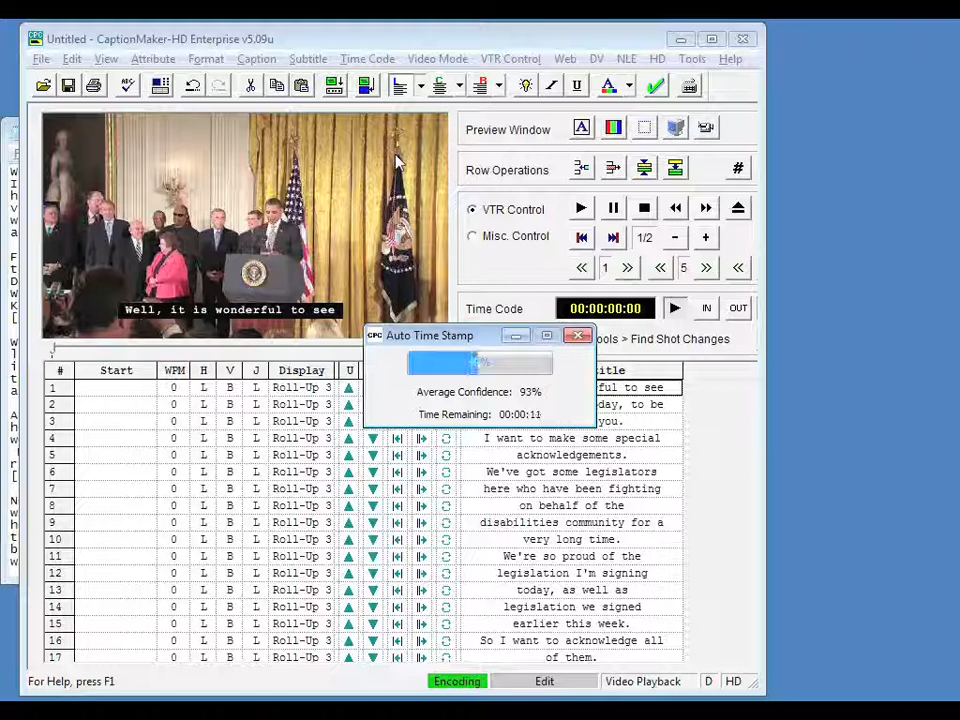 Untitled - CaptionMaker-HD Enterprise v5.09u
File Edit View Attribute Format Caption Subtitle Time Code Video Mode VTR Control Web DV NLE HD Tools Help
Preview Window
Row Operations
VTR Control
Misc. Control
1/2
1 5
Time Code 00:00:00:00 IN OUT
ools > Find Shot Changes
Well, it is wonderful to see
CPC Auto Time Stamp
Average Confidence: 93%
Time Remaining: 00:00:11
# Start WPM H V J Display U title
1 0 L B L Roll-Up 3 ful to see
2 0 L B L Roll-Up 3 oday, to be
3 0 L B L Roll-Up 3 you.
4 0 L B L Roll-Up 3 I want to make some special
5 0 L B L Roll-Up 3 acknowledgements.
6 0 L B L Roll-Up 3 We've got some legislators
7 0 L B L Roll-Up 3 here who have been fighting
8 0 L B L Roll-Up 3 on behalf of the
9 0 L B L Roll-Up 3 disabilities community for a
10 0 L B L Roll-Up 3 very long time.
11 0 L B L Roll-Up 3 We're so proud of the
12 0 L B L Roll-Up 3 legislation I'm signing
13 0 L B L Roll-Up 3 today, as well as
14 0 L B L Roll-Up 3 legislation we signed
15 0 L B L Roll-Up 3 earlier this week.
16 0 L B L Roll-Up 3 So I want to acknowledge all
17 0 L B L Roll-Up 3 of them.
For Help, press F1 Encoding Edit Video Playback D HD